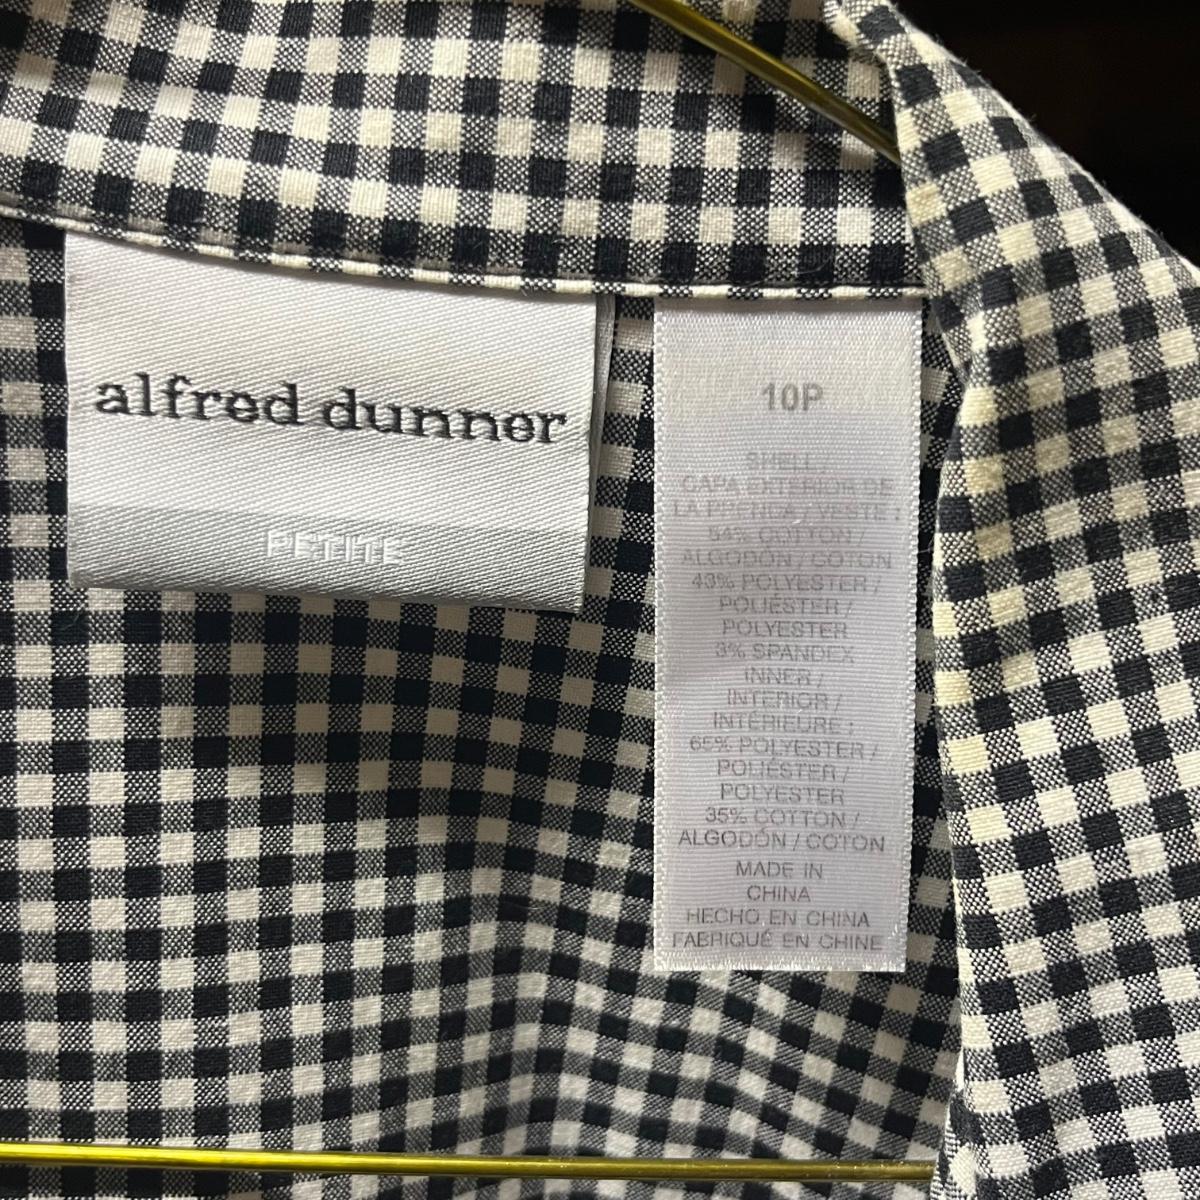 alfred dunner
PETITE
10P
SHELL /
CAPA EXTERIOR DE
LA PRENCA / VESTE :
54% COTTON /
ALGODÓN / COTON
43% POLYESTER /
POLIÉSTER /
POLYESTER
3% SPANDEX
INNER /
INTERIOR /
INTÉRIEURE :
65% POLYESTER /
POLIÉSTER /
POLYESTER
35% COTTON /
ALGODÓN / COTON
MADE IN
CHINA
HECHO EN CHINA
FABRIQUÉ EN CHINE